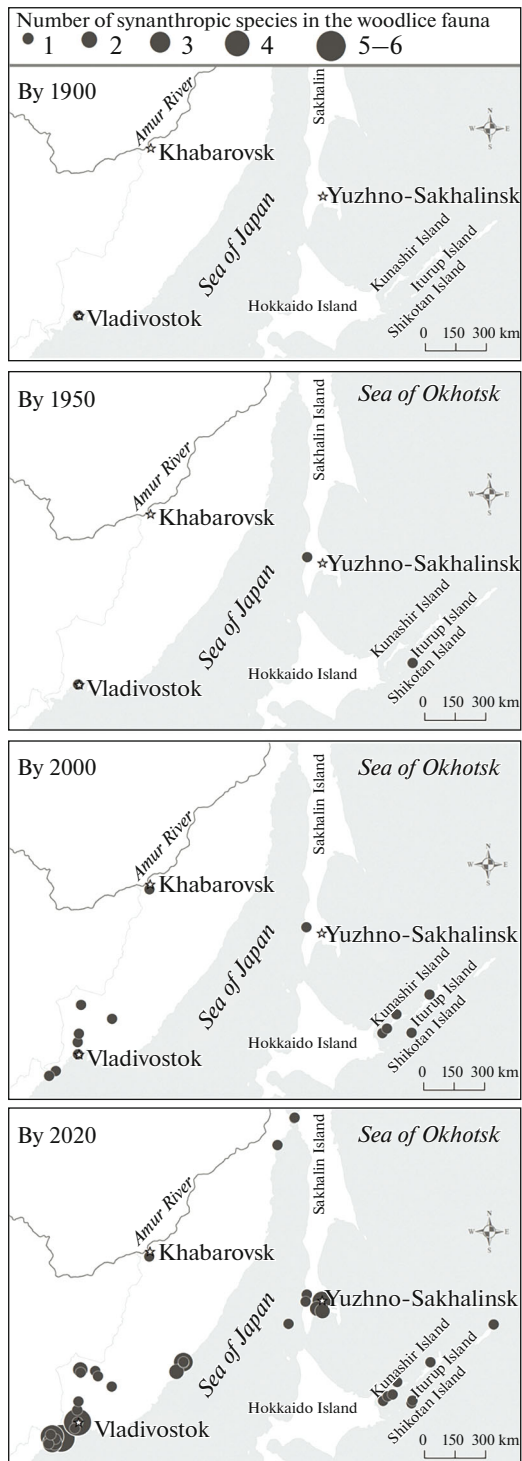 Number of synanthropic species in the woodlice fauna
1 2 3 4 5–6
By 1900
Sakhalin
Amur River
N
W E
S
Khabarovsk
Yuzhno-Sakhalinsk
Sea of Japan
Kunashir Island
Iturup Island
Shikotan Island
Hokkaido Island
Vladivostok
0 150 300 km
By 1950
Sea of Okhotsk
Sakhalin Island
Amur River
N
W E
S
Khabarovsk
Yuzhno-Sakhalinsk
Sea of Japan
Kunashir Island
Iturup Island
Shikotan Island
Hokkaido Island
Vladivostok
0 150 300 km
By 2000
Sea of Okhotsk
Sakhalin Island
Amur River
N
W E
S
Khabarovsk
Yuzhno-Sakhalinsk
Sea of Japan
Kunashir Island
Iturup Island
Shikotan Island
Hokkaido Island
Vladivostok
0 150 300 km
By 2020
Sea of Okhotsk
Sakhalin Island
Amur River
N
W E
S
Khabarovsk
Yuzhno-Sakhalinsk
Sea of Japan
Kunashir Island
Iturup Island
Shikotan Island
Hokkaido Island
Vladivostok
0 150 300 km